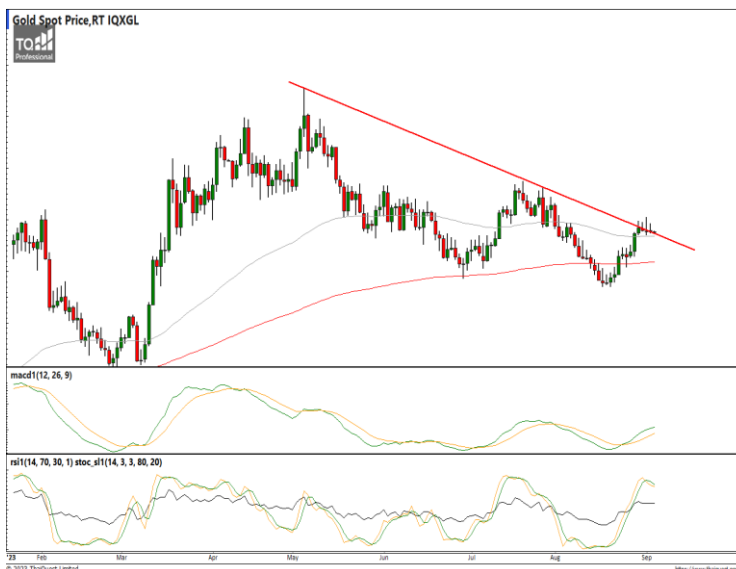 Gold Spot Price,RT IQXGL
TQ
Professional
macd1(12, 26, 9)
rsi1(14, 70, 30, 1) stoc_sl1(14, 3, 3, 80, 20)
'23 Feb Mar Apr May Jun Jul Aug Sep
© 2023 ThaiQuest Limited